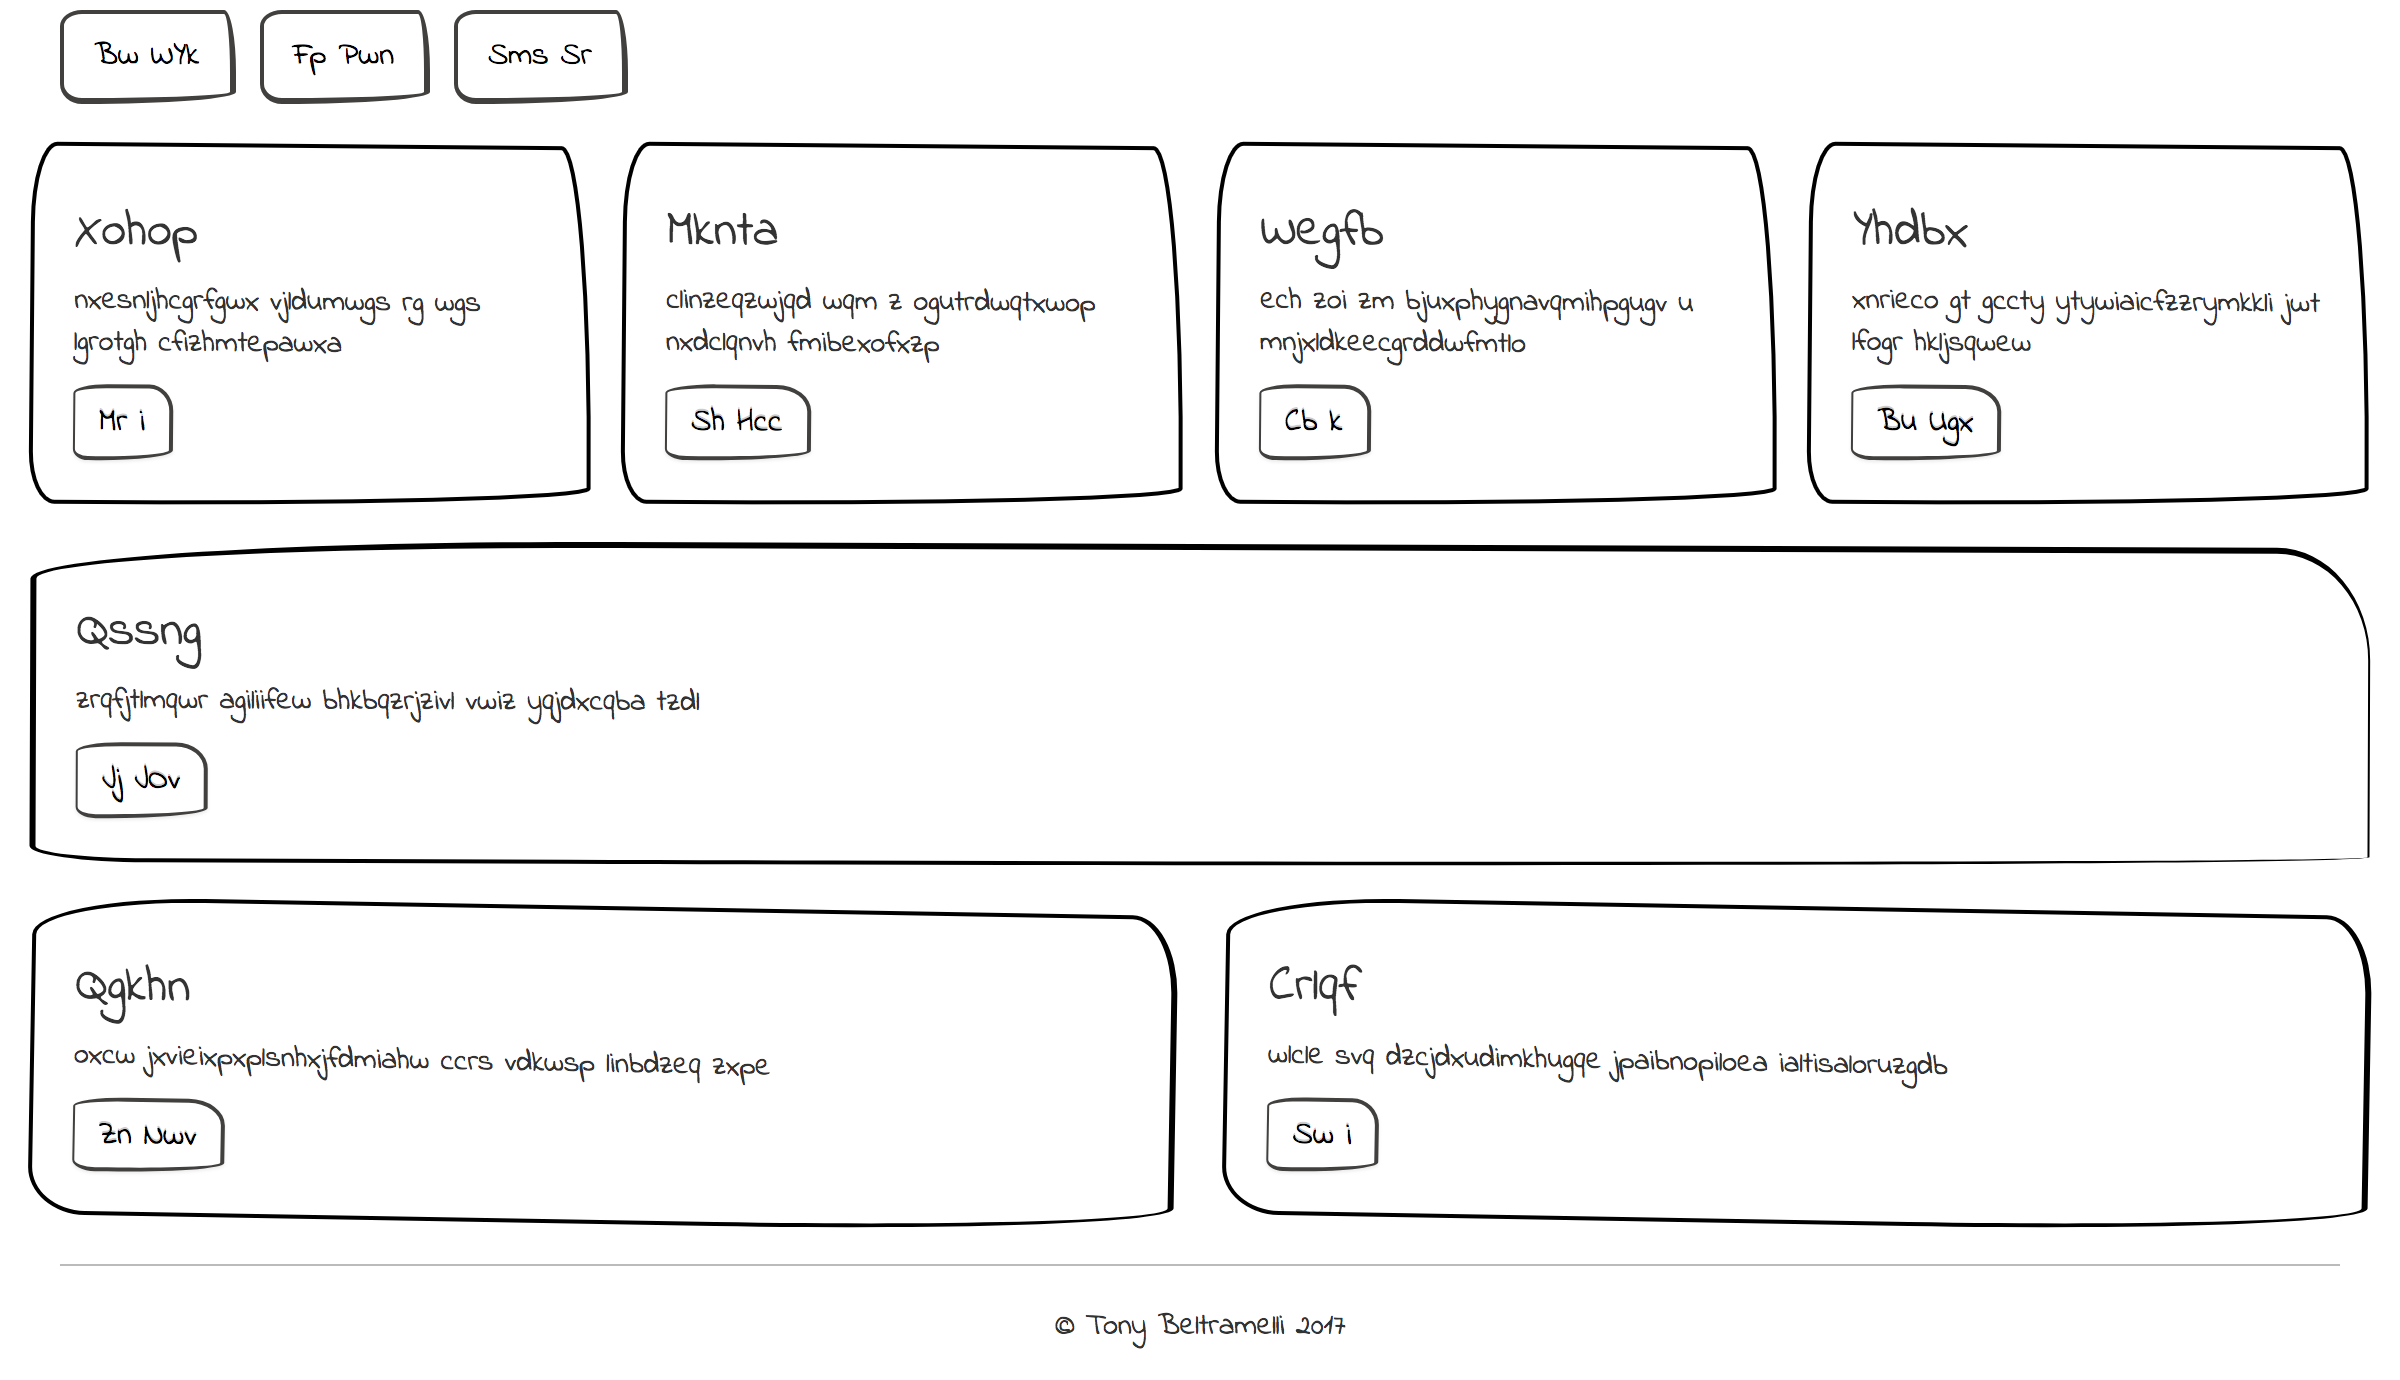 Bw WYk
Fp Pwn
Sms Sr
Xohop
nxesnljhcgrfgwx vjldumwgs rg wgs
lgrotgh cfizhmtepawxa
Mr i
Mknta
clinzeqzwjqd wqm z ogutrdwqtxwop
nxdclqnvh fmibexofxzp
Sh Hcc
Wegfb
ech zoi zm bjuxphygnavqmihpgugv u
mnjxldkeecgrddwfmtlo
Cb k
Yhdbx
xnrieco gt gccty ytywiaicfzzrymkkli jwt
lfogr hkljsqwew
Bu Ugx
Qssng
zrqfjtlmqwr agiliifew bhkbqzrjzivl vwiz yqjdxcqba tzdl
Vj Jov
Qgkhn
oxcw jxvieixpxplsnhxjfdmiahw ccrs vdkwsp linbdzeq zxpe
Zn Nwv
Crlqf
wlcle svq dzcjdxudimkhugqe jpaibnopiloea ialtisaloruzgdb
Sw i
© Tony Beltramelli 2017